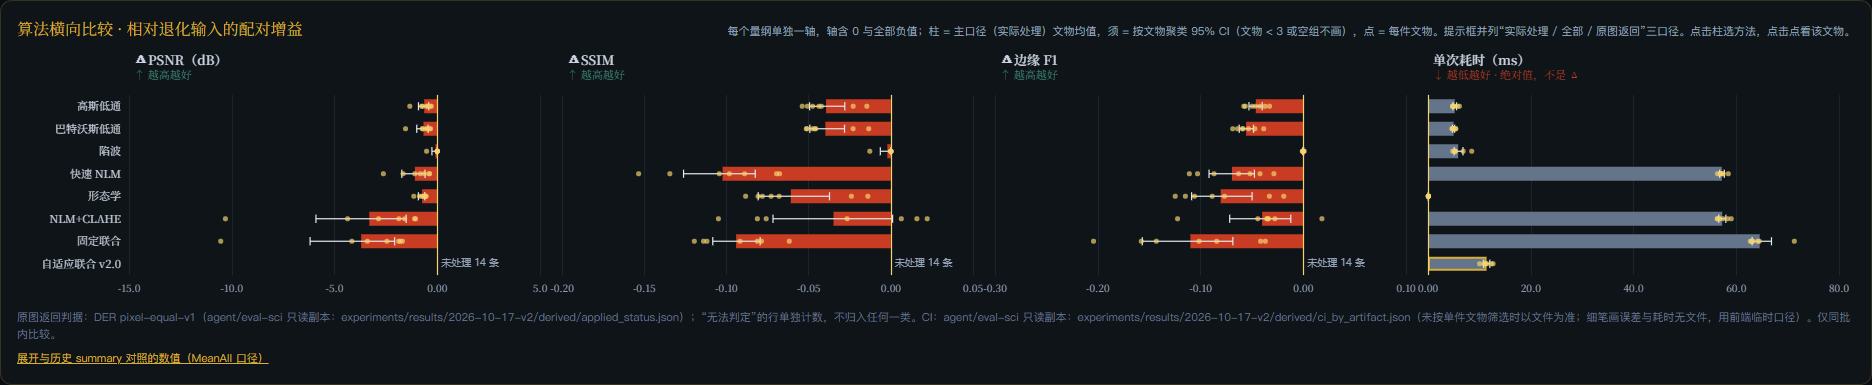 算法横向比较 · 相对退化输入的配对增益
每个量纲单独一轴，轴含 0 与全部负值；柱 = 主口径（实际处理）文物均值，须 = 按文物聚类 95% CI（文物 < 3 或空组不画），点 = 每件文物。提示框并列“实际处理 / 全部 / 原图返回”三口径。点击柱选方法，点击点看该文物。
ΔPSNR（dB）
↑ 越高越好
ΔSSIM
↑ 越高越好
Δ边缘 F1
↑ 越高越好
单次耗时（ms）
↓ 越低越好 · 绝对值，不是 Δ
高斯低通
巴特沃斯低通
陷波
快速 NLM
形态学
NLM+CLAHE
固定联合
自适应联合 v2.0
未处理 14 条
未处理 14 条
未处理 14 条
-15.0 -10.0 -5.0 0.00 5.0
-0.20 -0.15 -0.10 -0.05 0.00 0.05
-0.30 -0.20 -0.10 0.00 0.10
0.00 20.0 40.0 60.0 80.0
原图返回判据：DER pixel-equal-v1（agent/eval-sci 只读副本：experiments/results/2026-10-17-v2/derived/applied_status.json）；“无法判定”的行单独计数，不归入任何一类。CI：agent/eval-sci 只读副本：experiments/results/2026-10-17-v2/derived/ci_by_artifact.json（未按单件文物筛选时以文件为准；细笔画误差与耗时无文件，用前端临时口径）。仅同批
内比较。
展开与历史 summary 对照的数值（MeanAll 口径）